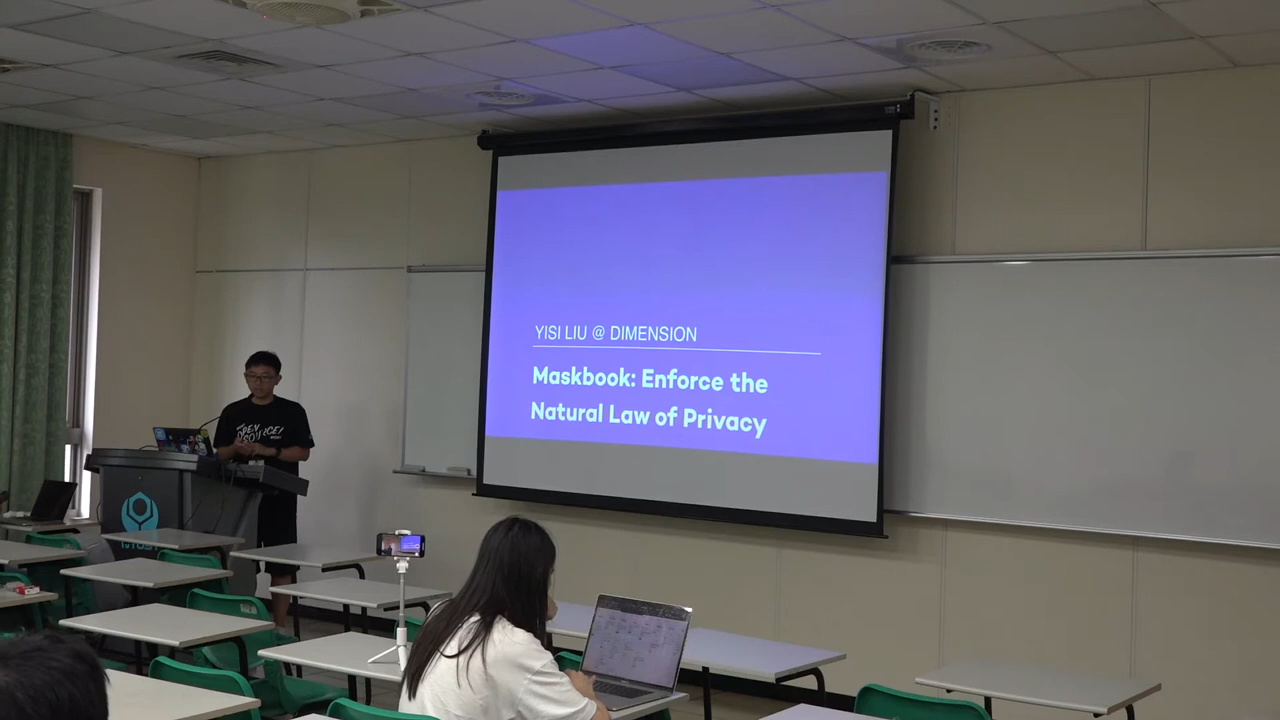 YISI LIU @ DIMENSION
Maskbook: Enforce the
Natural Law of Privacy